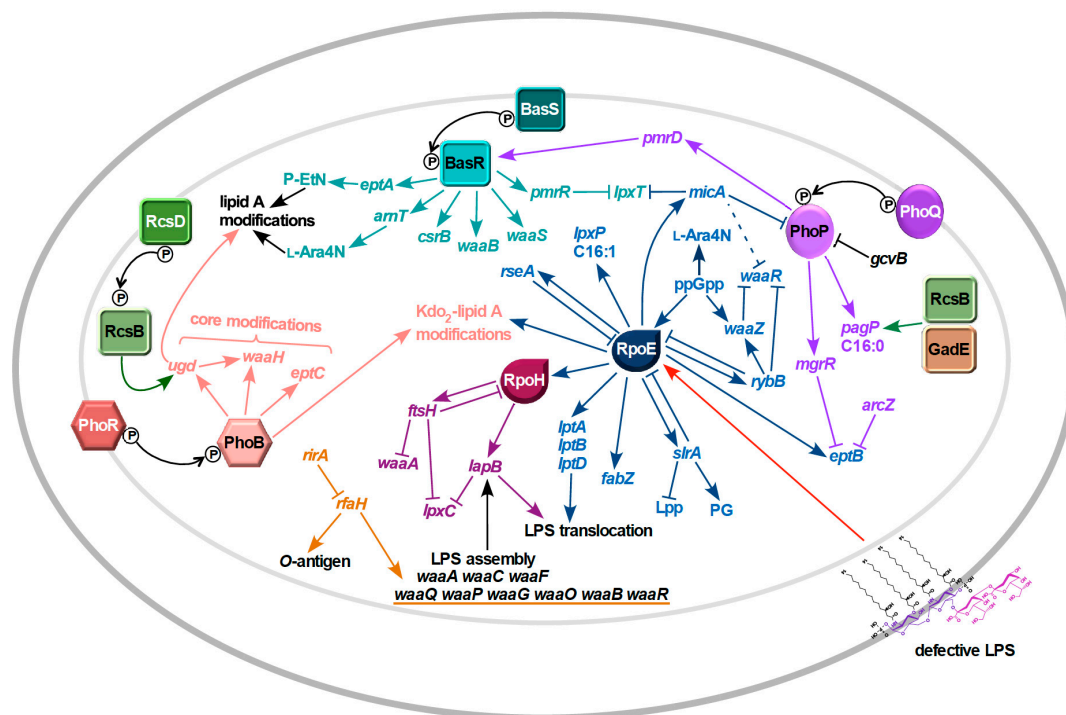 BasS
P
P
BasR
pmrD
P-EtN
eptA
pmrR
lpxT
micA
P
P
PhoQ
PhoP
lipid A
modifications
arnT
L-Ara4N
csrB
waaB
waaS
RcsD
P
P
RcsB
lpxP
C16:1
L-Ara4N
gcvB
rseA
ppGpp
waaR
RcsB
GadE
pagP
C16:0
Kdo2-lipid A
modifications
core modifications
ugd
waaH
eptC
waaZ
RpoE
rybB
mgrR
RpoH
PhoR
P
P
PhoB
ftsH
arcZ
lptA
lptB
lptD
slrA
eptB
rirA
waaA
lapB
fabZ
rfaH
lpxC
Lpp
PG
LPS translocation
O-antigen
LPS assembly
waaA waaC waaF
waaQ waaP waaG waaO waaB waaR
defective LPS